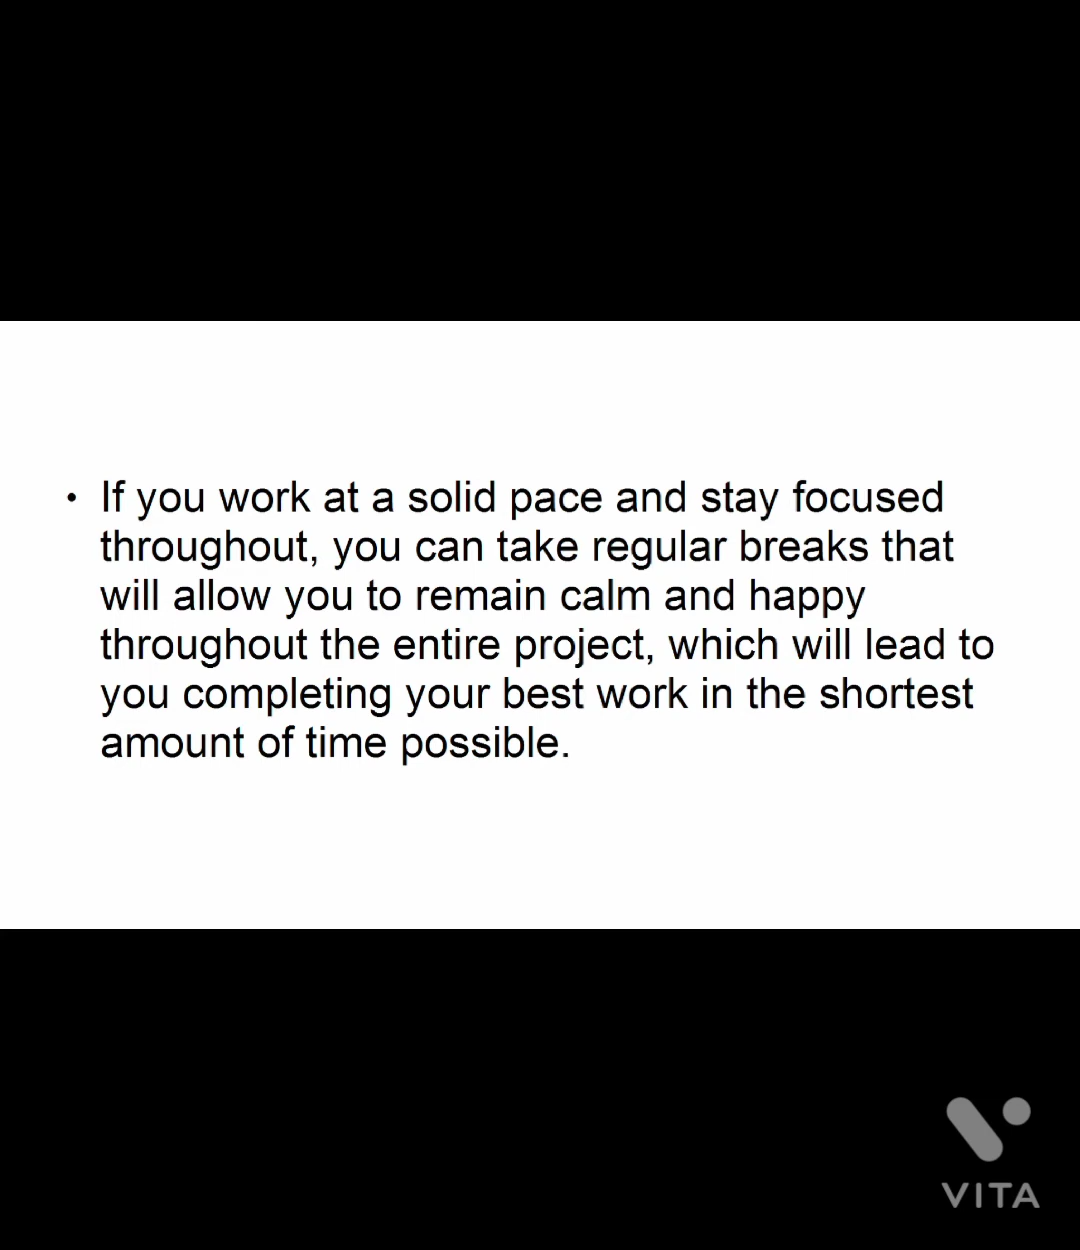 • If you work at a solid pace and stay focused
throughout, you can take regular breaks that
will allow you to remain calm and happy
throughout the entire project, which will lead to
you completing your best work in the shortest
amount of time possible.
VITA